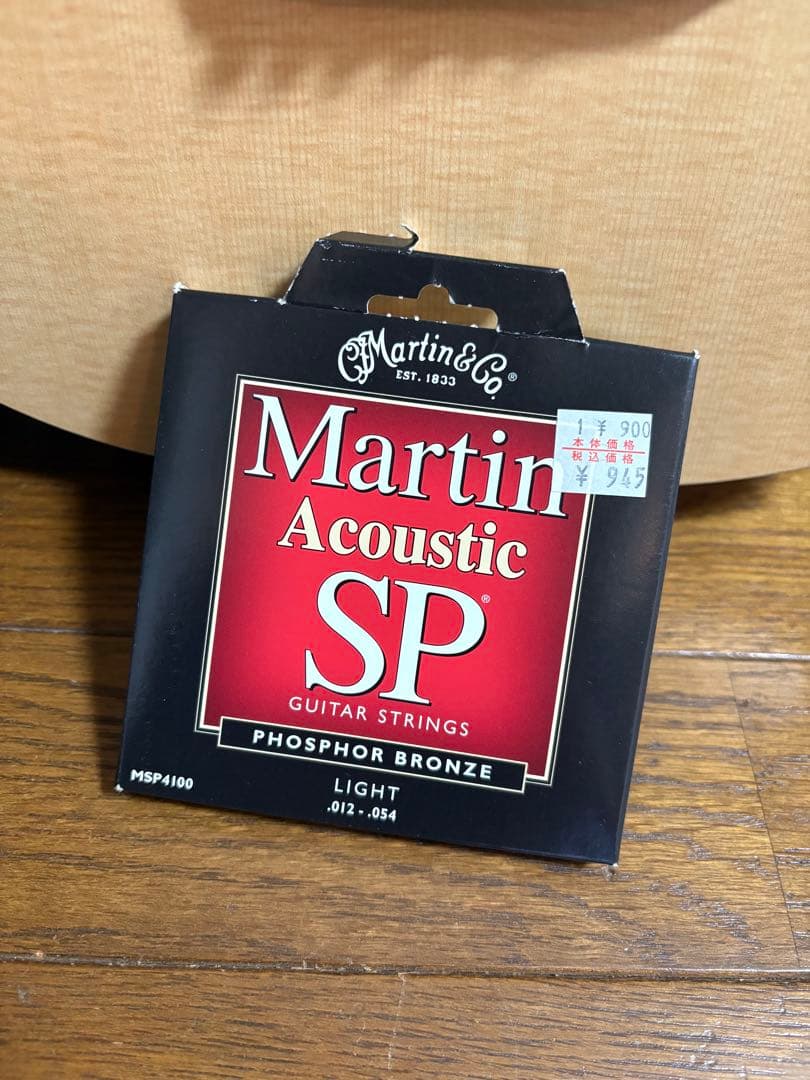 Martin & Co.®
EST. 1833
Martin
1 ¥ 900
本体価格
税込価格
¥ 945
Acoustic
SP®
GUITAR STRINGS
PHOSPHOR BRONZE
MSP4100
LIGHT
.012 - .054